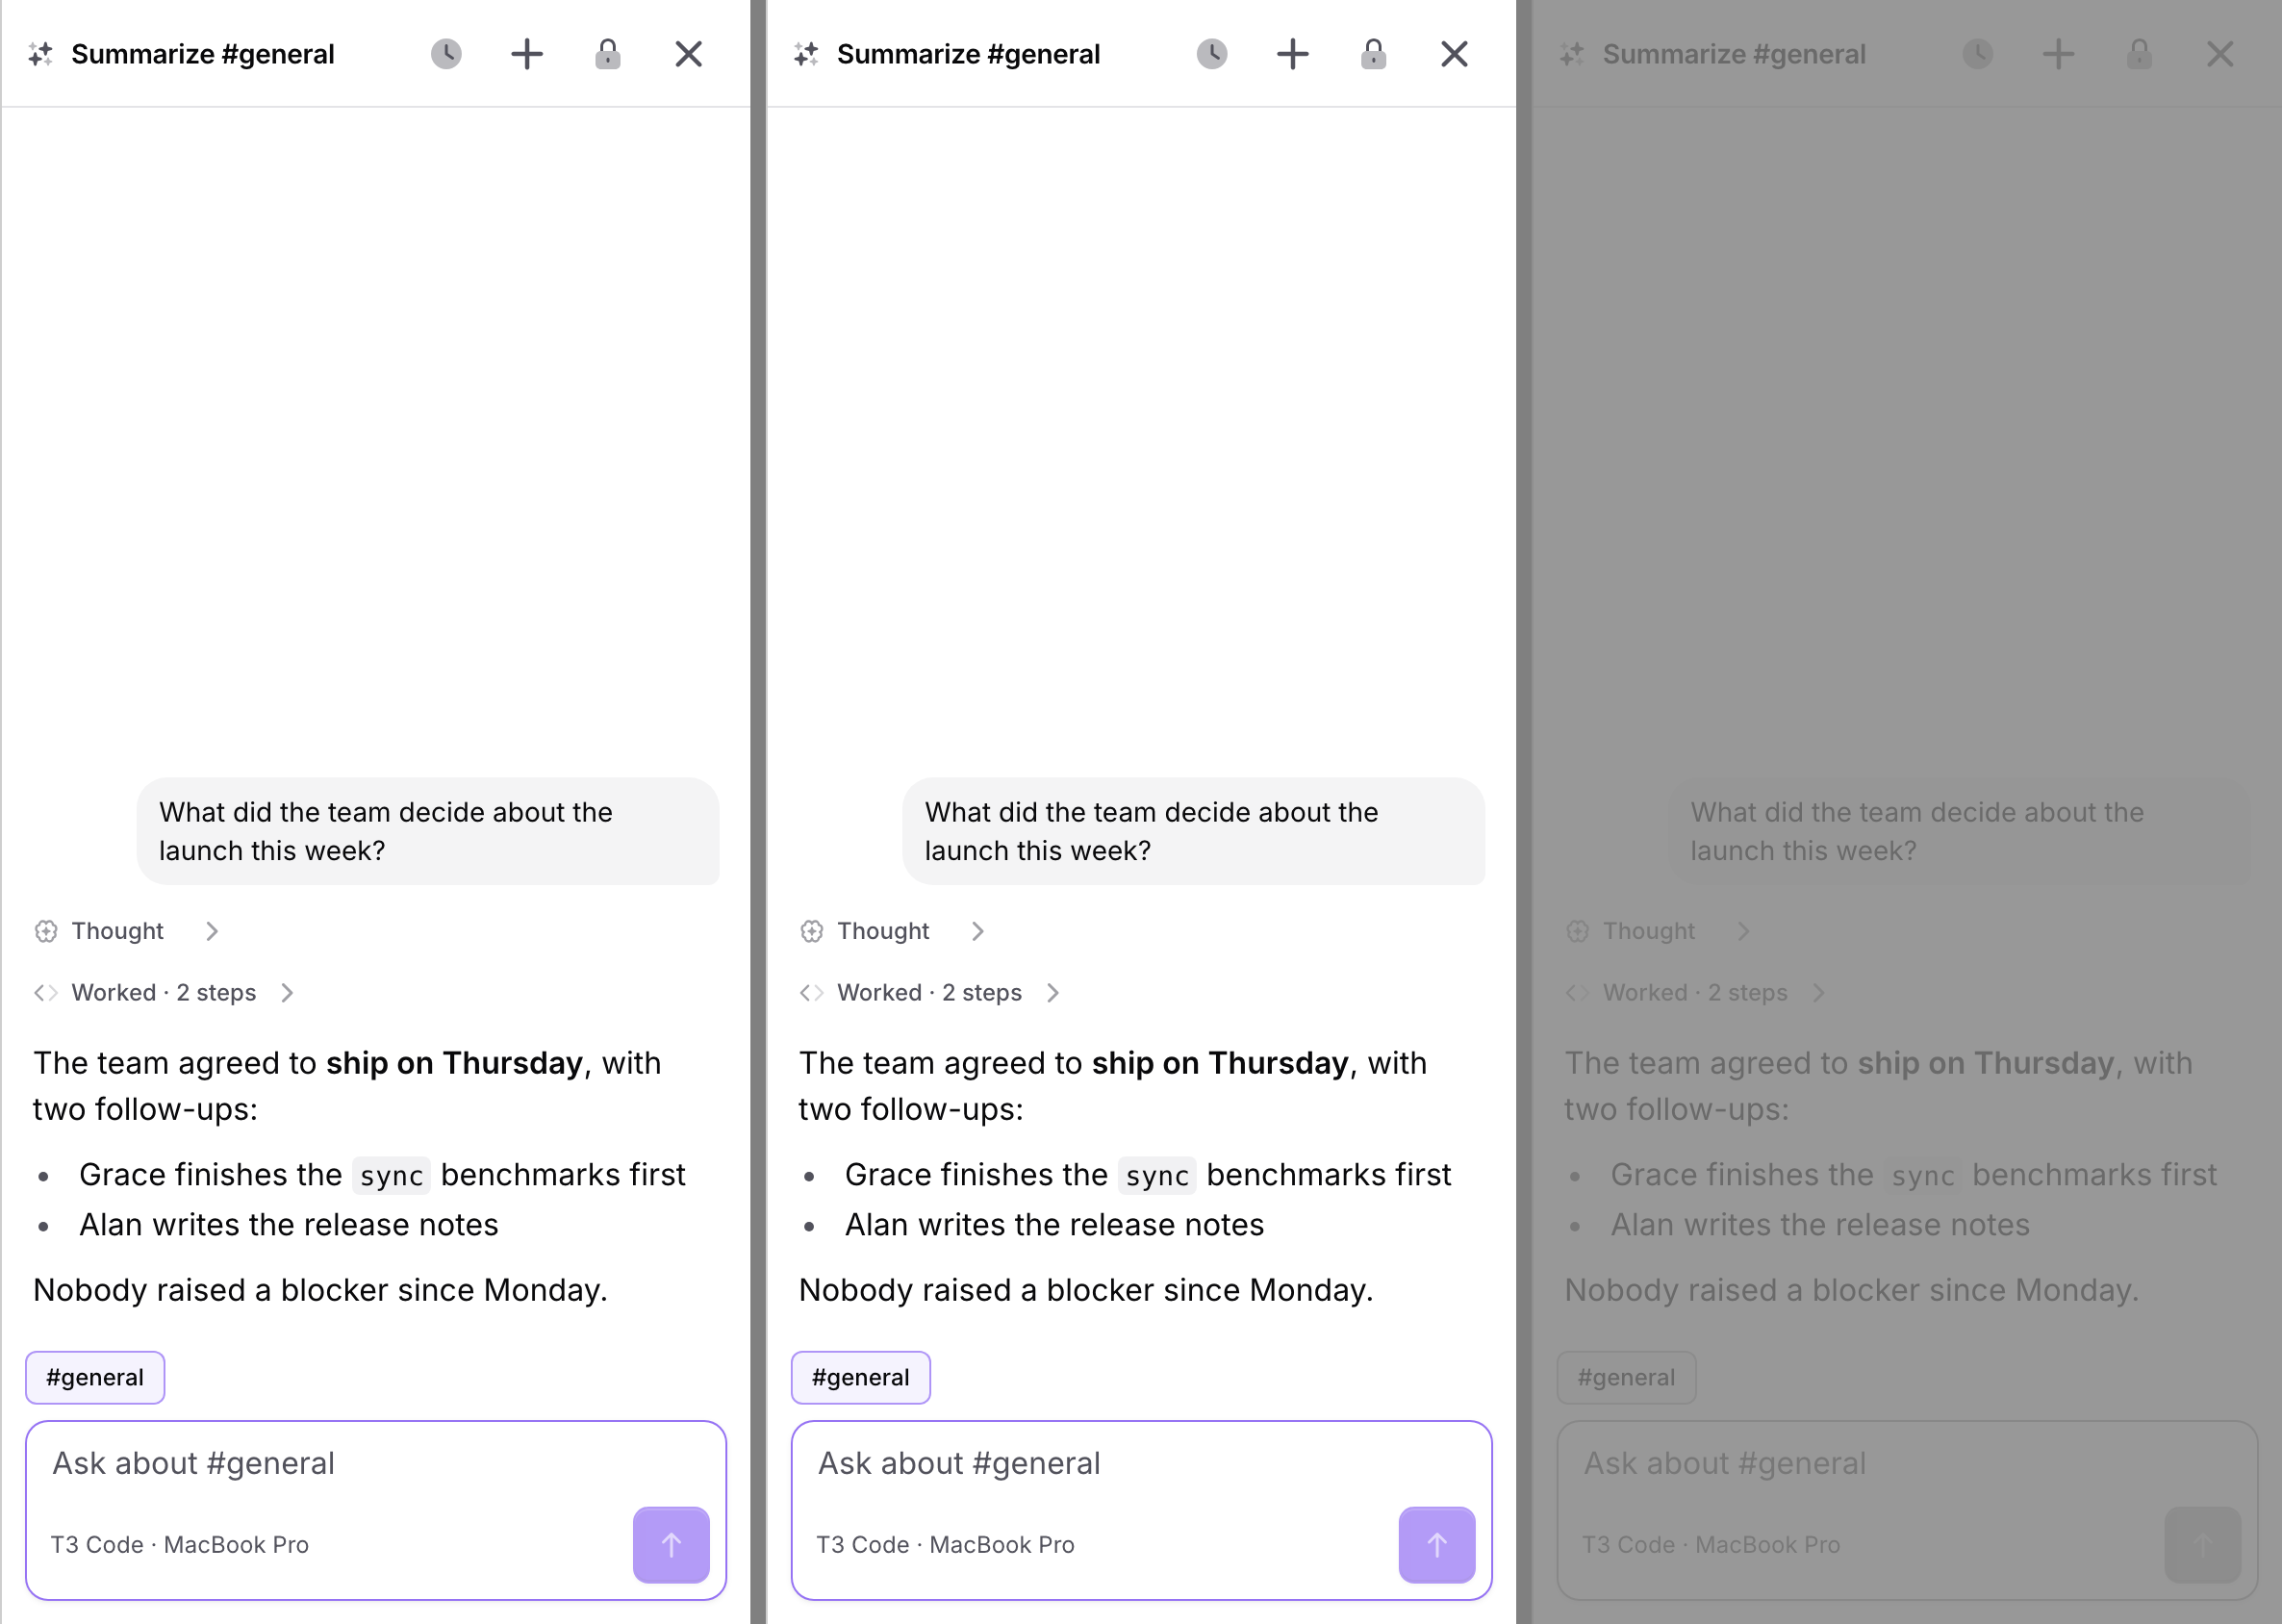 Summarize #general
What did the team decide about the
launch this week?
Thought
Worked · 2 steps
The team agreed to ship on Thursday, with
two follow-ups:
• Grace finishes the sync benchmarks first
• Alan writes the release notes
Nobody raised a blocker since Monday.
#general
Ask about #general
T3 Code · MacBook Pro
Summarize #general
What did the team decide about the
launch this week?
Thought
Worked · 2 steps
The team agreed to ship on Thursday, with
two follow-ups:
• Grace finishes the sync benchmarks first
• Alan writes the release notes
Nobody raised a blocker since Monday.
#general
Ask about #general
T3 Code · MacBook Pro
Summarize #general
What did the team decide about the
launch this week?
Thought
Worked · 2 steps
The team agreed to ship on Thursday, with
two follow-ups:
• Grace finishes the sync benchmarks first
• Alan writes the release notes
Nobody raised a blocker since Monday.
#general
Ask about #general
T3 Code · MacBook Pro